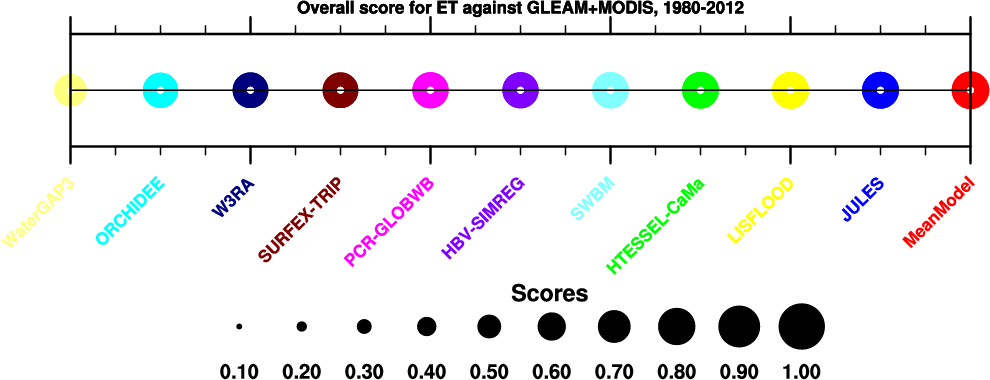 Overall score for ET against GLEAM+MODIS, 1980-2012
WaterGAP3
ORCHIDEE
W3RA
SURFEX-TRIP
PCR-GLOBWB
HBV-SIMREG
SWBM
HTESSEL-CaMa
LISFLOOD
JULES
MeanModel
Scores
0.10 0.20 0.30 0.40 0.50 0.60 0.70 0.80 0.90 1.00